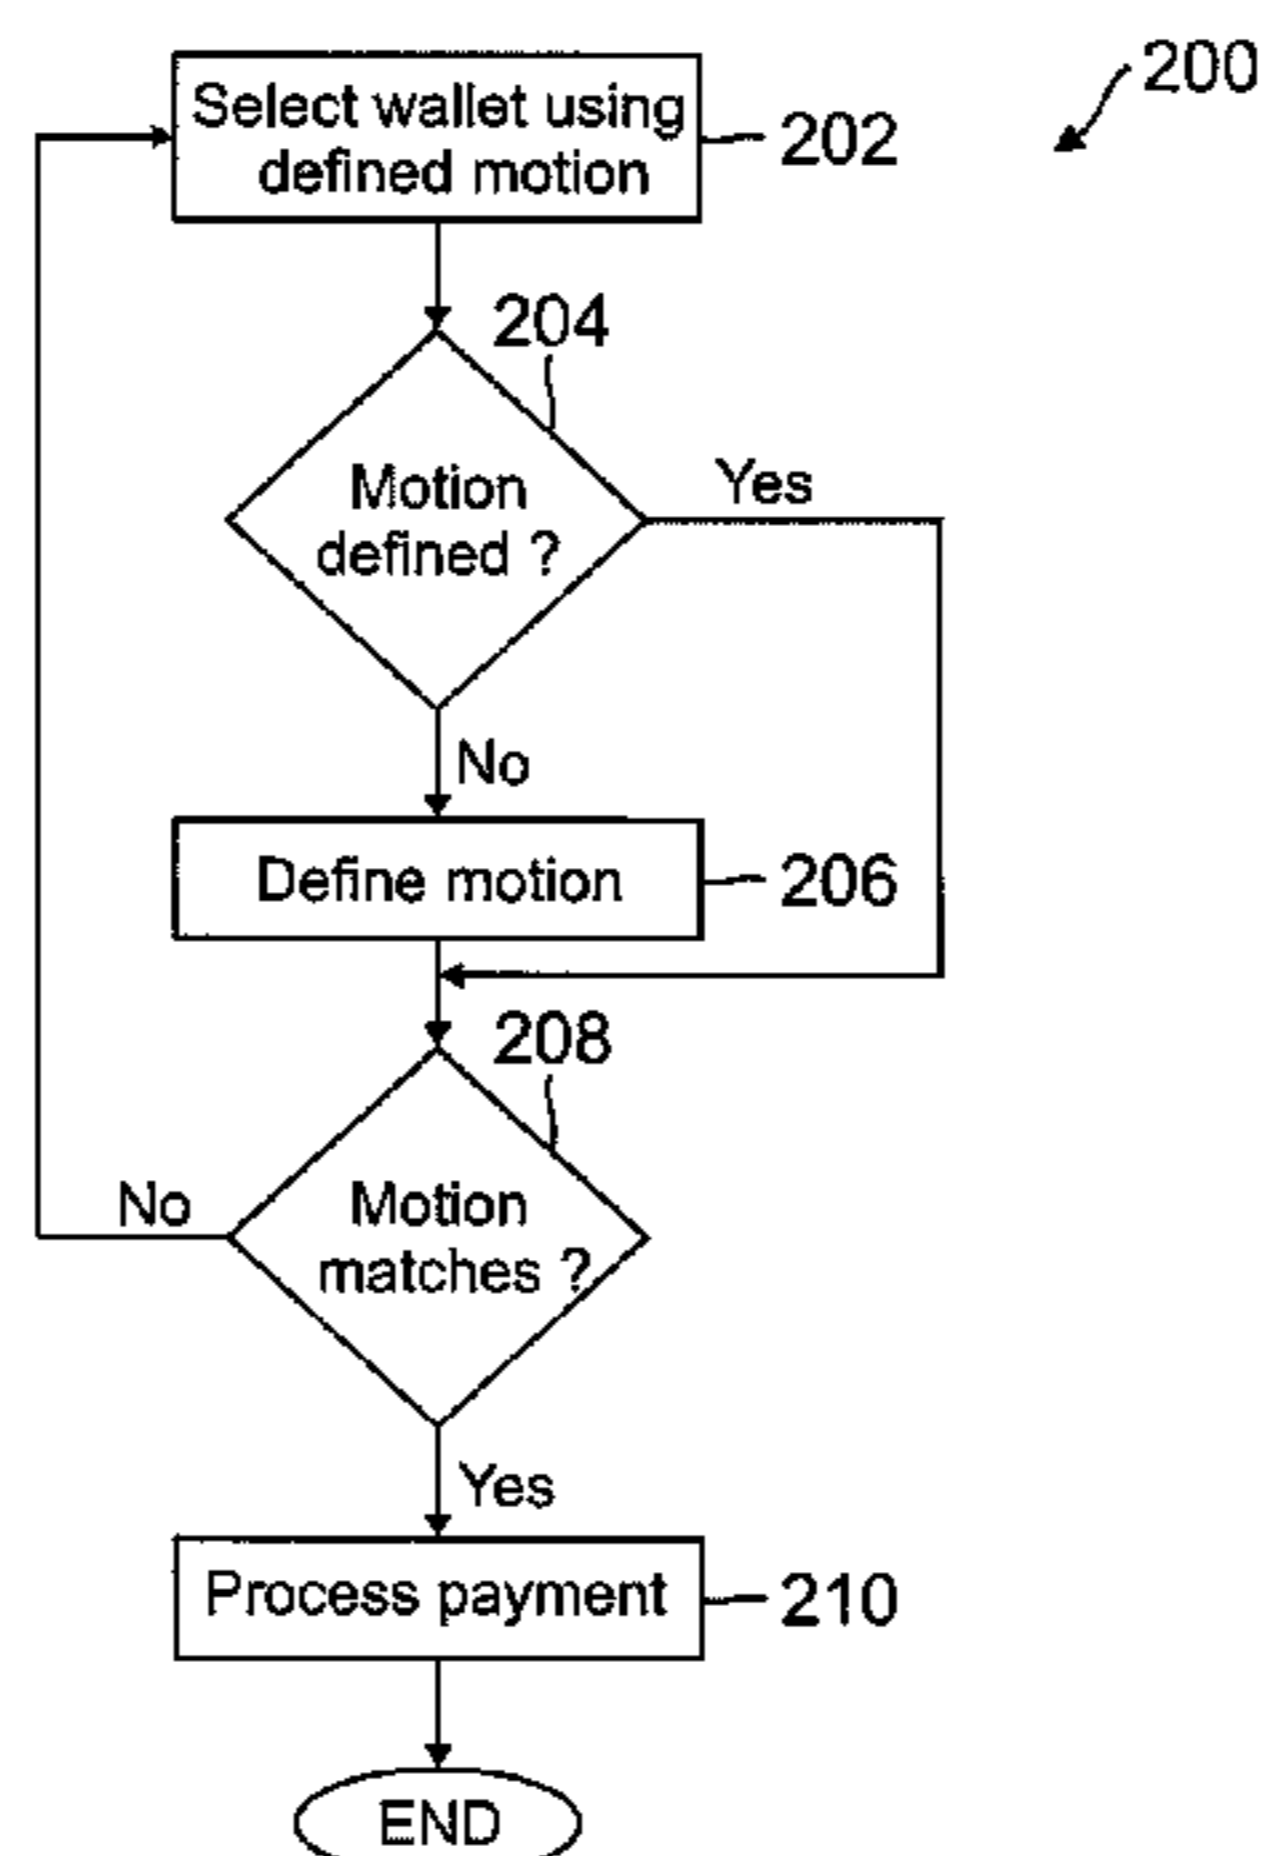 200
Select wallet using
defined motion
202
204
Motion
defined ?
Yes
No
Define motion
206
208
Motion
matches ?
No
Yes
Process payment
210
END